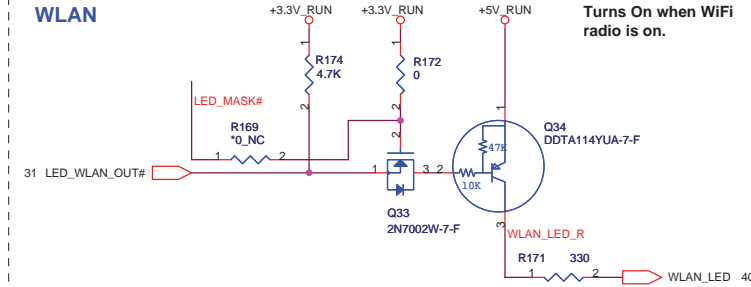 WLAN
+3.3V_RUN
+3.3V_RUN
+5V_RUN
Turns On when WiFi
radio is on.
1
R174
4.7K
2
1
R172
0
2
1
LED_MASK#
R169
*0_NC
1
2
2
Q34
DDTA114YUA-7-F
47K
10K
31 LED_WLAN_OUT#
1
3
2
Q33
2N7002W-7-F
3
WLAN_LED_R
R171 330
1
2
WLAN_LED 40